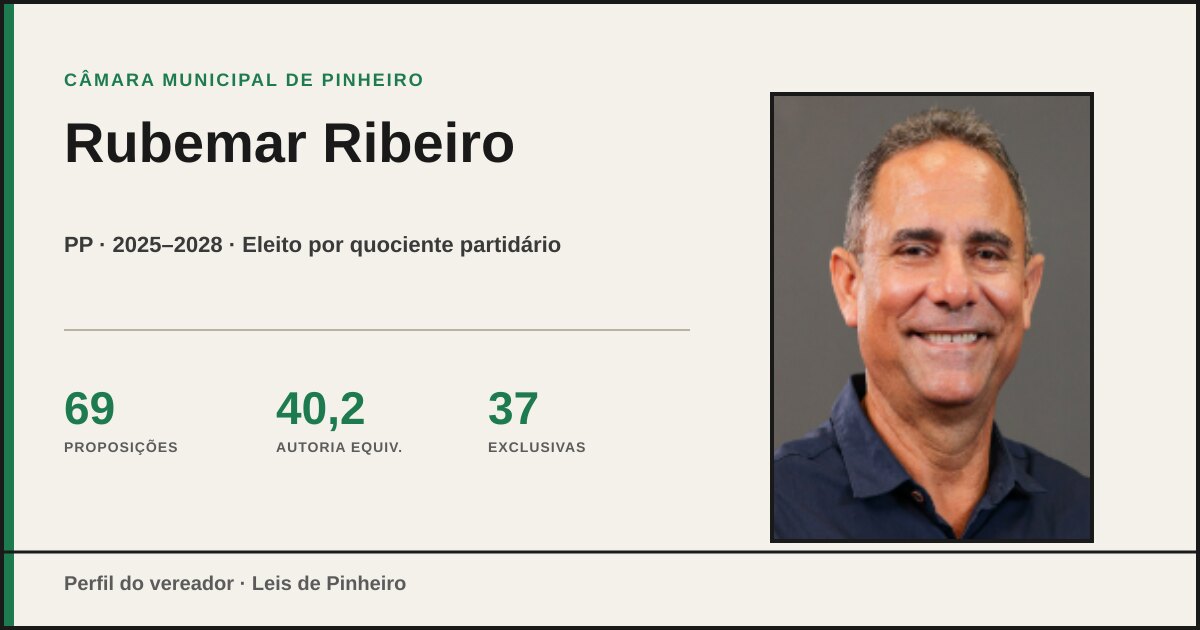 CÂMARA MUNICIPAL DE PINHEIRO
Rubemar Ribeiro
PP · 2025–2028 · Eleito por quociente partidário
69
PROPOSIÇÕES
40,2
AUTORIA EQUIV.
37
EXCLUSIVAS
Perfil do vereador · Leis de Pinheiro